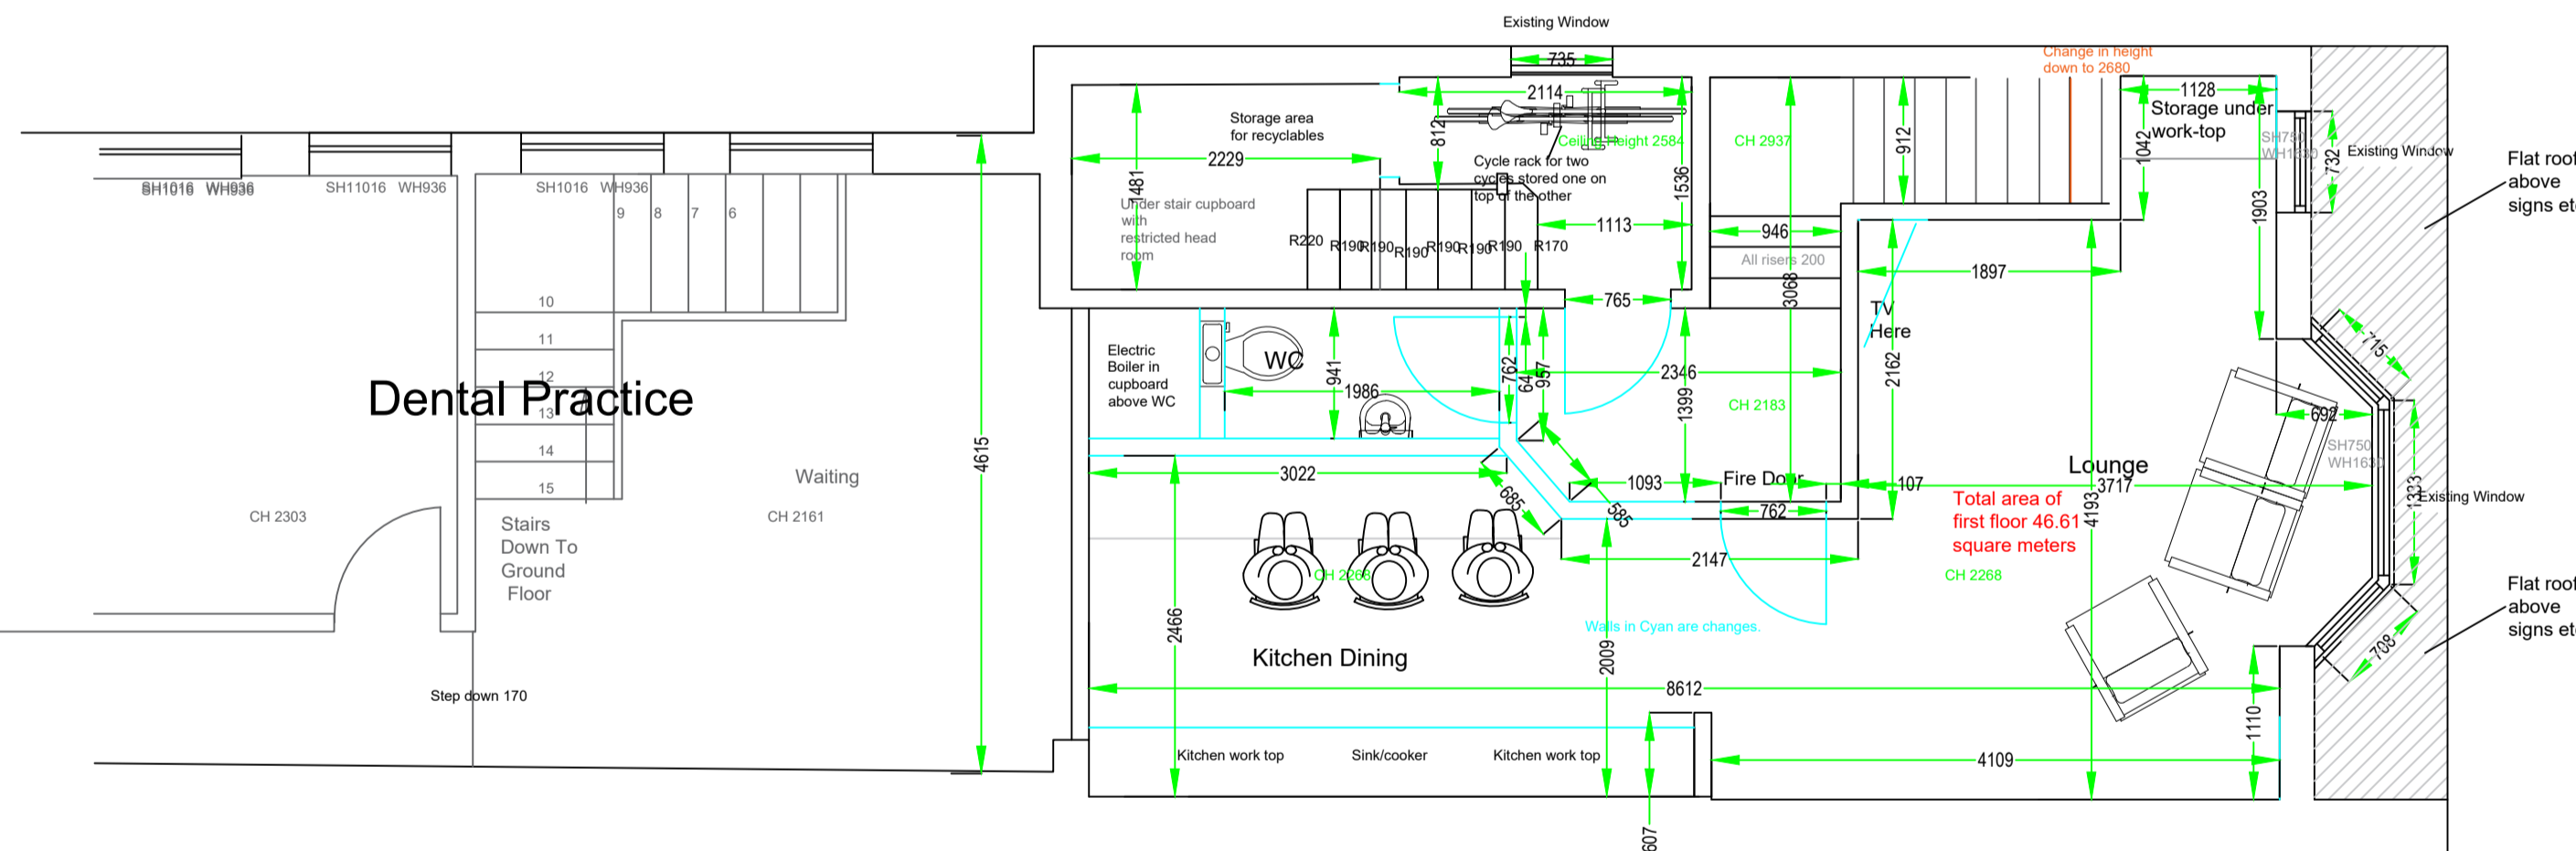 Existing Window
735
Change in height
down to 2680
2114
1128
Storage area
for recyclables
812
Ceiling Height 2584
CH 2937
912
1042
Storage under
work-top
SH750
WH1630
732
Existing Window
Flat roof
above
signs et
2229
1481
Cycle rack for two
cycles stored one on
top of the other
1536
1903
SH1016 WH936
SH1016 WH936
SH11016 WH936
SH1016 WH936
9
8
7
6
Under stair cupboard
with
restricted head
room
R220
R190
R190
R190
R190
R190
R190
R170
1113
946
All risers 200
3068
1897
765
10
11
12
13
14
15
TV
Here
2162
715
Electric
Boiler in
cupboard
above WC
WC
941
1986
762
64
957
2346
1399
CH 2183
692
Dental Practice
4615
SH750
WH1630
1333
Waiting
3022
685
585
1093
Fire Door
762
107
Lounge
3717
Existing Window
CH 2303
Stairs
Down To
Ground
Floor
CH 2161
Total area of
first floor 46.61
square meters
4193
2147
CH 2268
CH 2268
Flat roof
above
signs et
2466
Walls in Cyan are changes.
2009
708
Kitchen Dining
8612
Step down 170
1110
Kitchen work top
Sink/cooker
Kitchen work top
4109
607